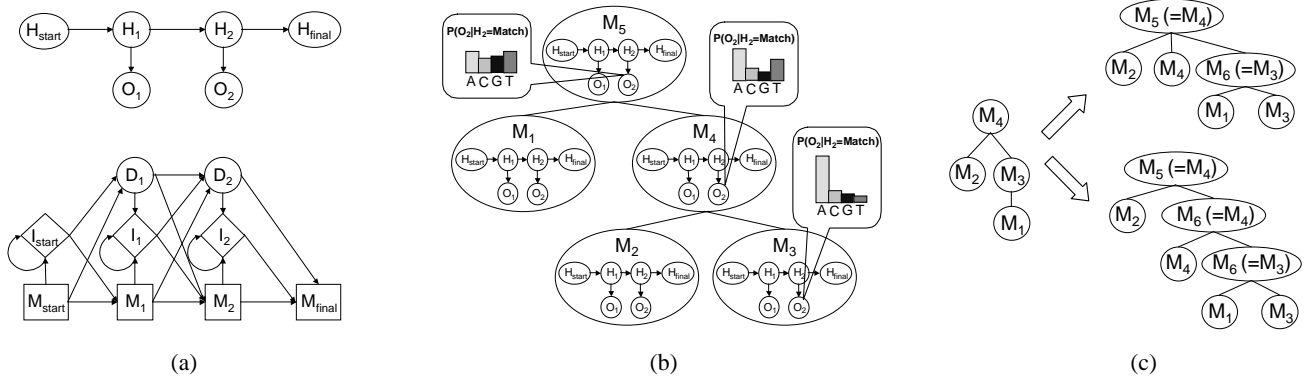 H_start H_1 H_2 H_final
O_1 O_2
D_1 D_2
I_start I_1 I_2
M_start M_1 M_2 M_final
(a)
M_5
P(O_2|H_2=Match)
A C G T
H_start H_1 H_2 H_final
O_1 O_2
P(O_2|H_2=Match)
A C G T
M_1
H_start H_1 H_2 H_final
O_1 O_2
M_4
H_start H_1 H_2 H_final
O_1 O_2
P(O_2|H_2=Match)
A C G T
M_2
H_start H_1 H_2 H_final
O_1 O_2
M_3
H_start H_1 H_2 H_final
O_1 O_2
(b)
M_4
M_2 M_3
M_1
M_5 (=M_4)
M_2 M_4 M_6 (=M_3)
M_1 M_3
M_5 (=M_4)
M_2 M_6 (=M_4)
M_4 M_6 (=M_3)
M_1 M_3
(c)